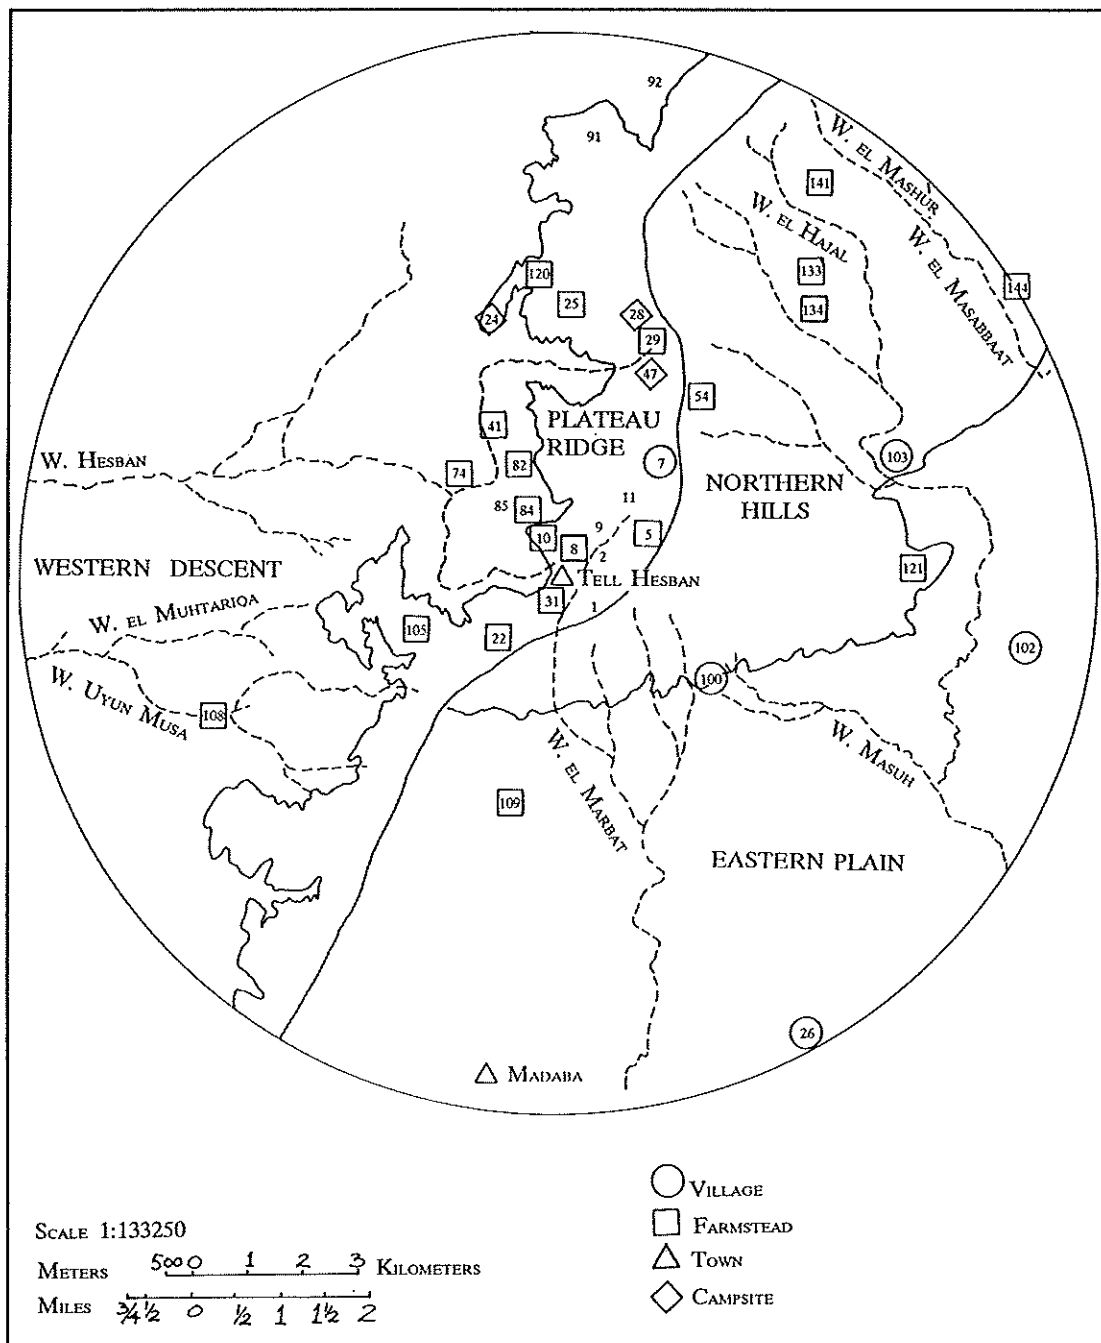 92
91
W. EL MASHUR
141
W. EL HAJAL
W. EL MASABBAAT
133
120
144
25
134
24
28
29
47
54
PLATEAU
RIDGE
41
W. HESBAN
103
7
82
74
NORTHERN
HILLS
11
85
84
9
5
10
8
2
WESTERN DESCENT
121
TELL HESBAN
31
1
W. EL MUHTARIQA
105
22
102
W. UYUN MUSA
100
108
W. MASUH
W. EL MARBAT
109
EASTERN PLAIN
26
MADABA
VILLAGE
FARMSTEAD
TOWN
CAMPSITE
SCALE 1:133250
METERS 500 0 1 2 3 KILOMETERS
MILES ¾ ½ 0 ½ 1 1½ 2